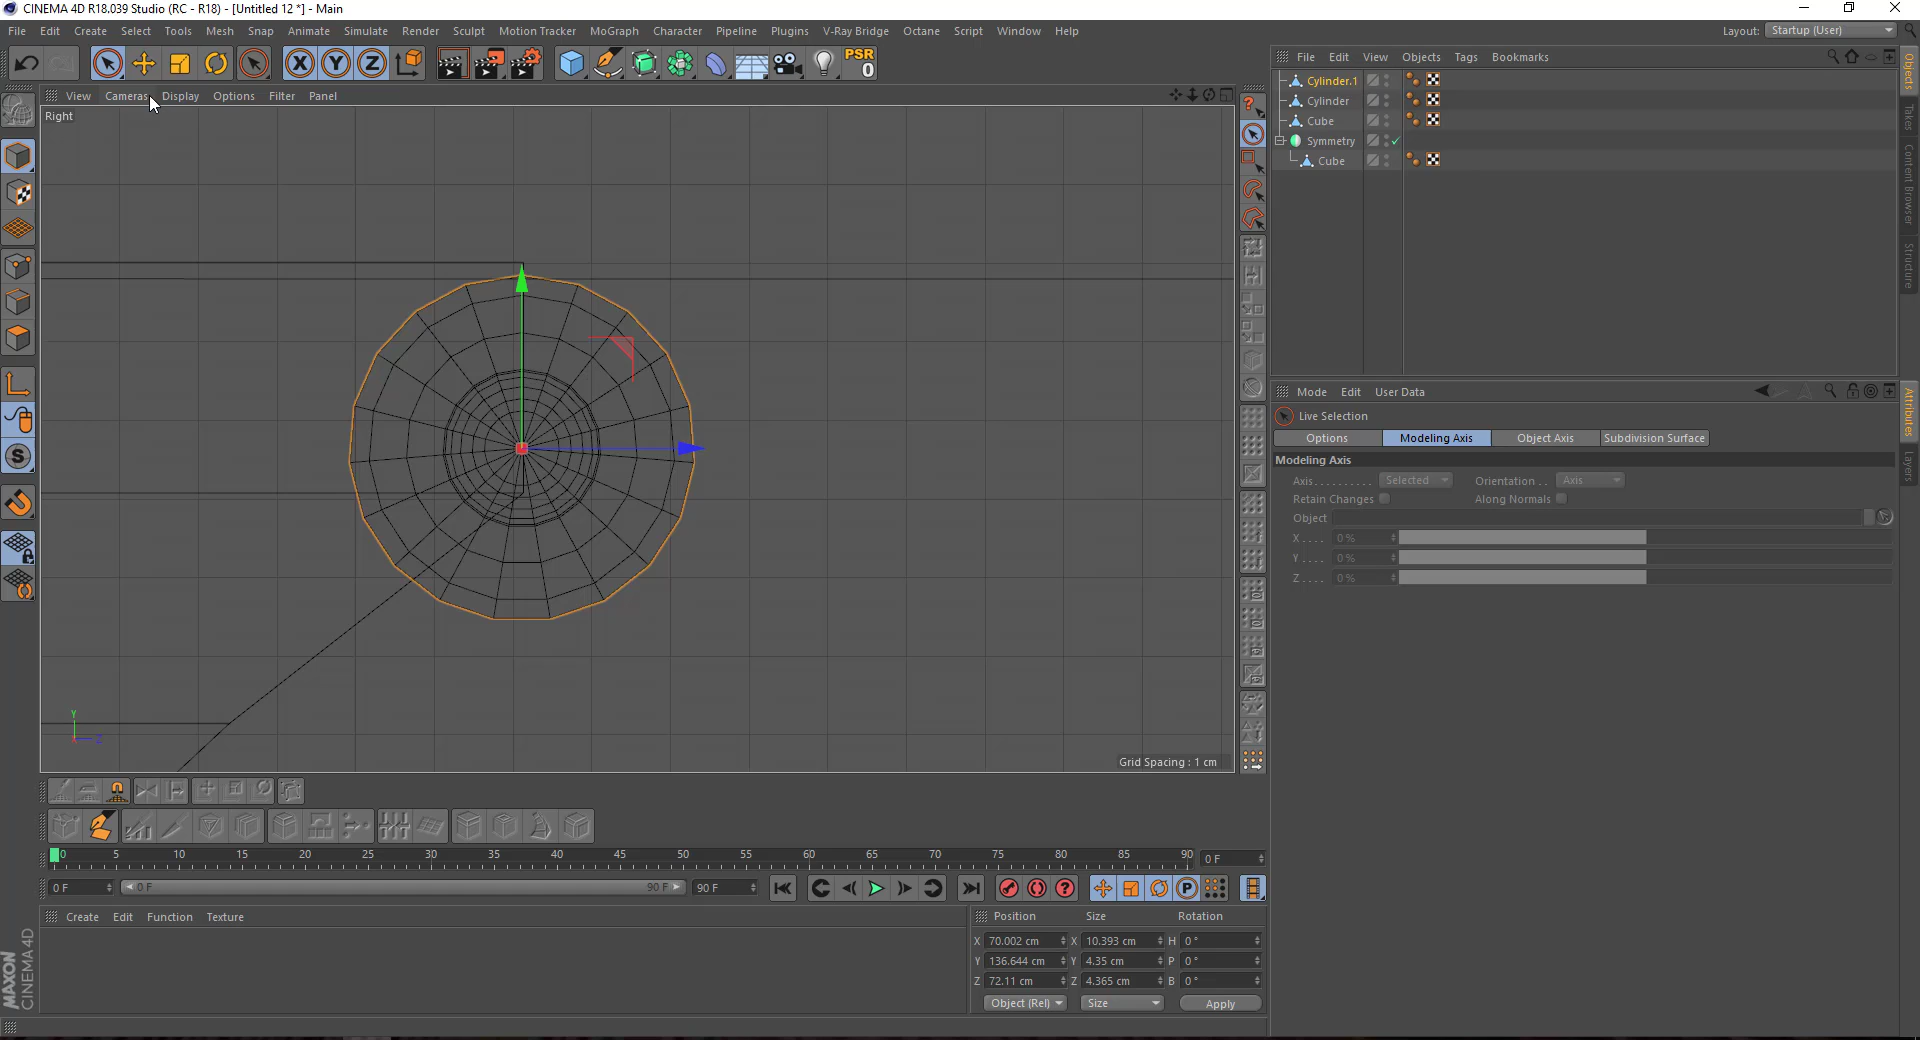 CINEMA 4D R18.039 Studio (RC - R18) - [Untitled 12 *] - Main
File Edit Create Select Tools Mesh Snap Animate Simulate Render Sculpt Motion Tracker MoGraph Character Pipeline Plugins V-Ray Bridge Octane Script Window Help Layout: Startup (User)
X Y Z PSR 0
File Edit View Objects Tags Bookmarks
View Cameras Display Options Filter Panel
Right
Cylinder.1
Cylinder
Cube
Symmetry
Cube
Objects
Takes
Content Browser
Structure
Mode Edit User Data
Live Selection
Options Modeling Axis Object Axis Subdivision Surface
Modeling Axis
Axis.......... Selected Orientation .. Axis
Retain Changes Along Normals
Object
X.... 0 %
Y.... 0 %
Z.... 0 %
Attributes
Layers
Y
Z
Grid Spacing : 1 cm
0 5 10 15 20 25 30 35 40 45 50 55 60 65 70 75 80 85 90 0 F
0 F 0 F 90 F 90 F
Create Edit Function Texture
Position Size Rotation
X 70.002 cm X 10.393 cm H 0 °
Y 136.644 cm Y 4.35 cm P 0 °
Z 72.11 cm Z 4.365 cm B 0 °
Object (Rel) Size Apply
MAXON
CINEMA 4D